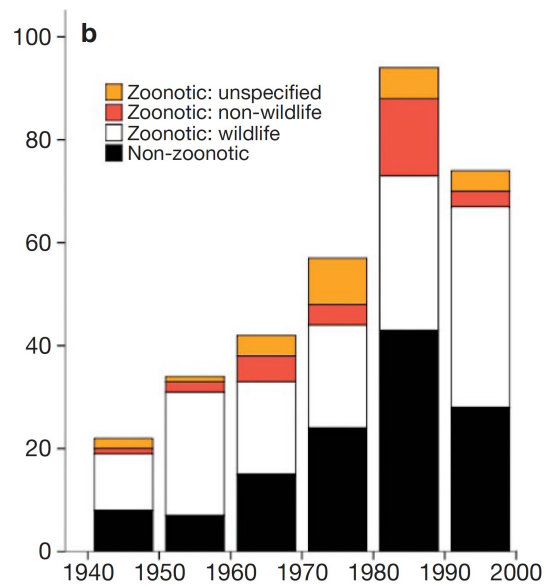 b
100
80
60
40
20
0
Zoonotic: unspecified
Zoonotic: non-wildlife
Zoonotic: wildlife
Non-zoonotic
1940 1950 1960 1970 1980 1990 2000